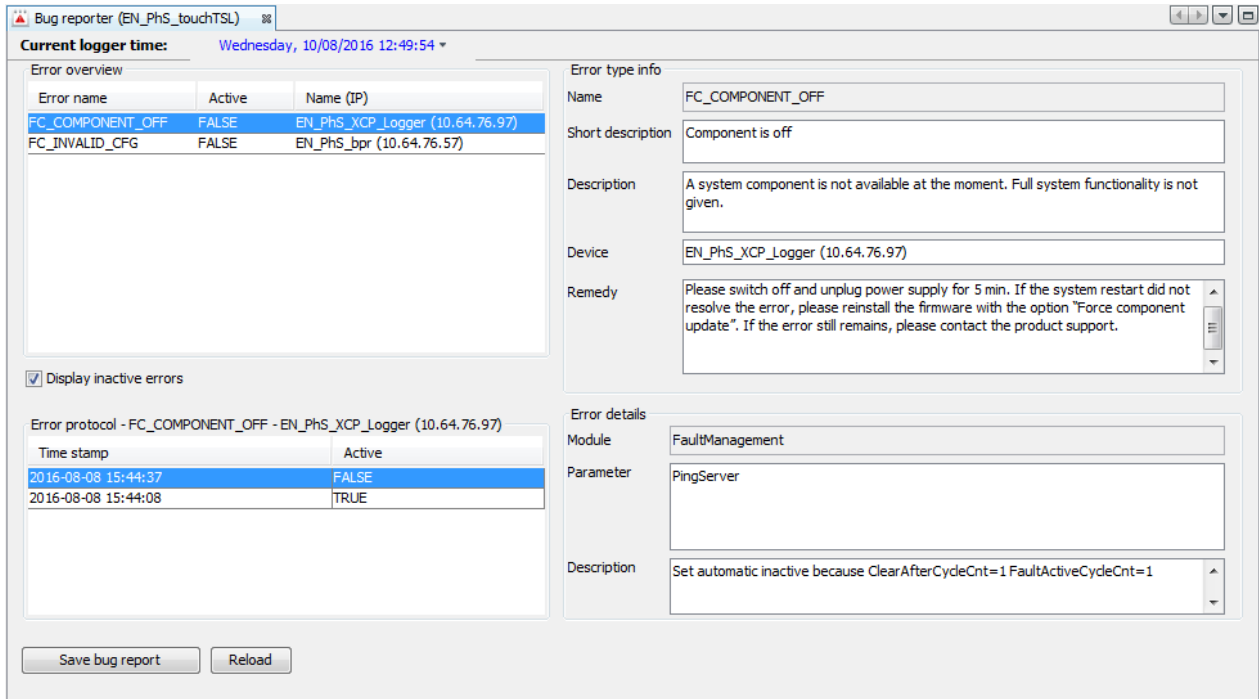 Bug reporter (EN_PhS_touchTSL)
Current logger time: Wednesday, 10/08/2016 12:49:54
Error overview
Error name Active Name (IP)
FC_COMPONENT_OFF FALSE EN_PhS_XCP_Logger (10.64.76.97)
FC_INVALID_CFG FALSE EN_PhS_bpr (10.64.76.57)
Display inactive errors
Error protocol - FC_COMPONENT_OFF - EN_PhS_XCP_Logger (10.64.76.97)
Time stamp Active
2016-08-08 15:44:37 FALSE
2016-08-08 15:44:08 TRUE
Save bug report Reload
Error type info
Name FC_COMPONENT_OFF
Short description Component is off
Description A system component is not available at the moment. Full system functionality is not
given.
Device EN_PhS_XCP_Logger (10.64.76.97)
Remedy Please switch off and unplug power supply for 5 min. If the system restart did not
resolve the error, please reinstall the firmware with the option “Force component
update”. If the error still remains, please contact the product support.
Error details
Module FaultManagement
Parameter PingServer
Description Set automatic inactive because ClearAfterCycleCnt=1 FaultActiveCycleCnt=1